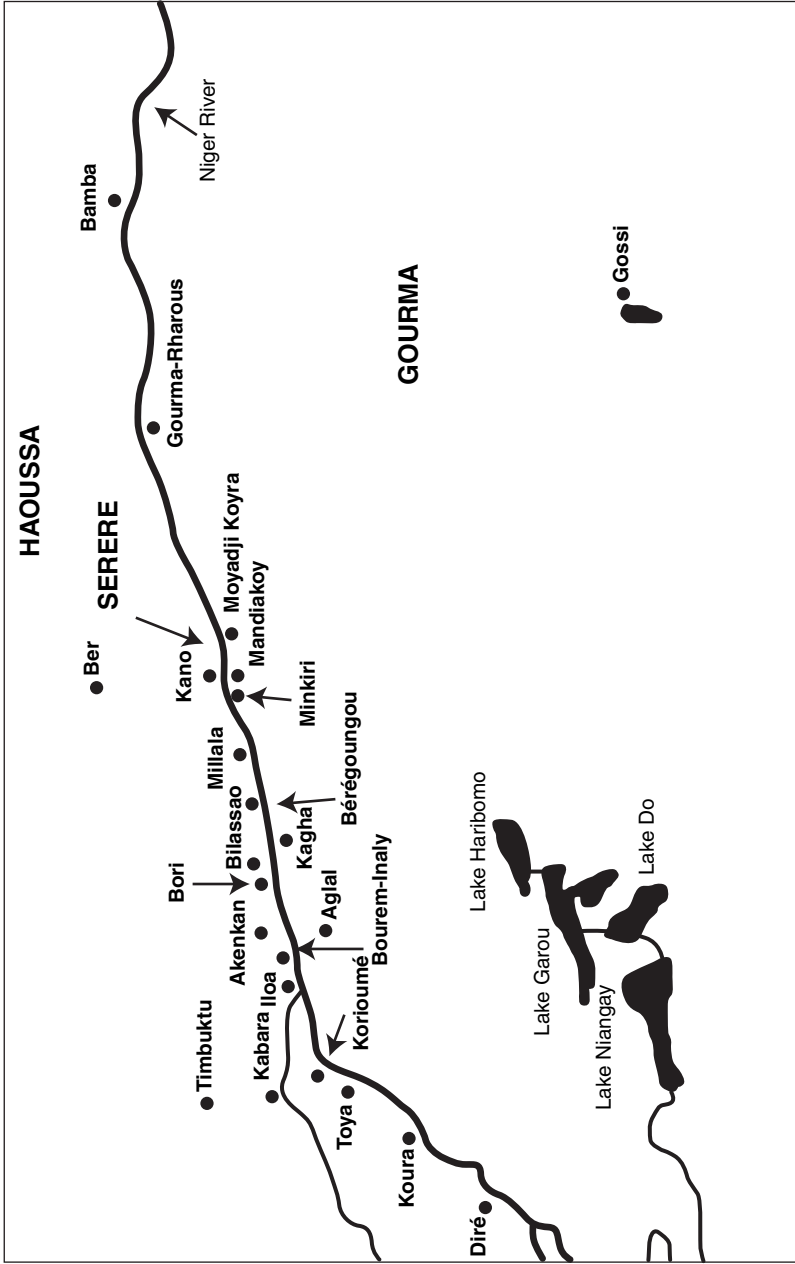 HAOUSSA
Bamba
Niger River
Ber
SERERE
Gourma-Rharous
Kano
Moyadji Koyra
Mandiakoy
Minkiri
Millala
Bilassao
Bérégoungou
Bori
Kagha
Akenkan
Aglal
Bourem-Inaly
Iloa
Timbuktu
Kabara
Korioumé
Toya
Koura
Diré
GOURMA
Gossi
Lake Haribomo
Lake Do
Lake Garou
Lake Niangay